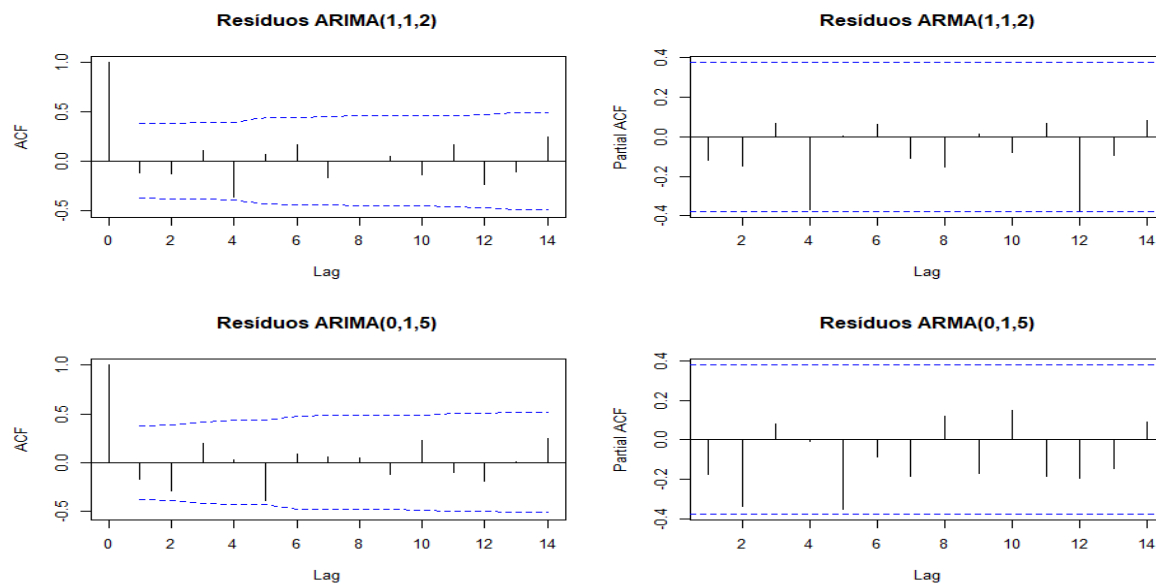 Resíduos ARIMA(1,1,2)
ACF
1.0
0.5
0.0
-0.5
0 2 4 6 8 10 12 14
Lag
Resíduos ARMA(1,1,2)
Partial ACF
0.4
0.2
0.0
-0.2
-0.4
2 4 6 8 10 12 14
Lag
Resíduos ARIMA(0,1,5)
ACF
1.0
0.5
0.0
-0.5
0 2 4 6 8 10 12 14
Lag
Resíduos ARMA(0,1,5)
Partial ACF
0.4
0.2
0.0
-0.2
-0.4
2 4 6 8 10 12 14
Lag